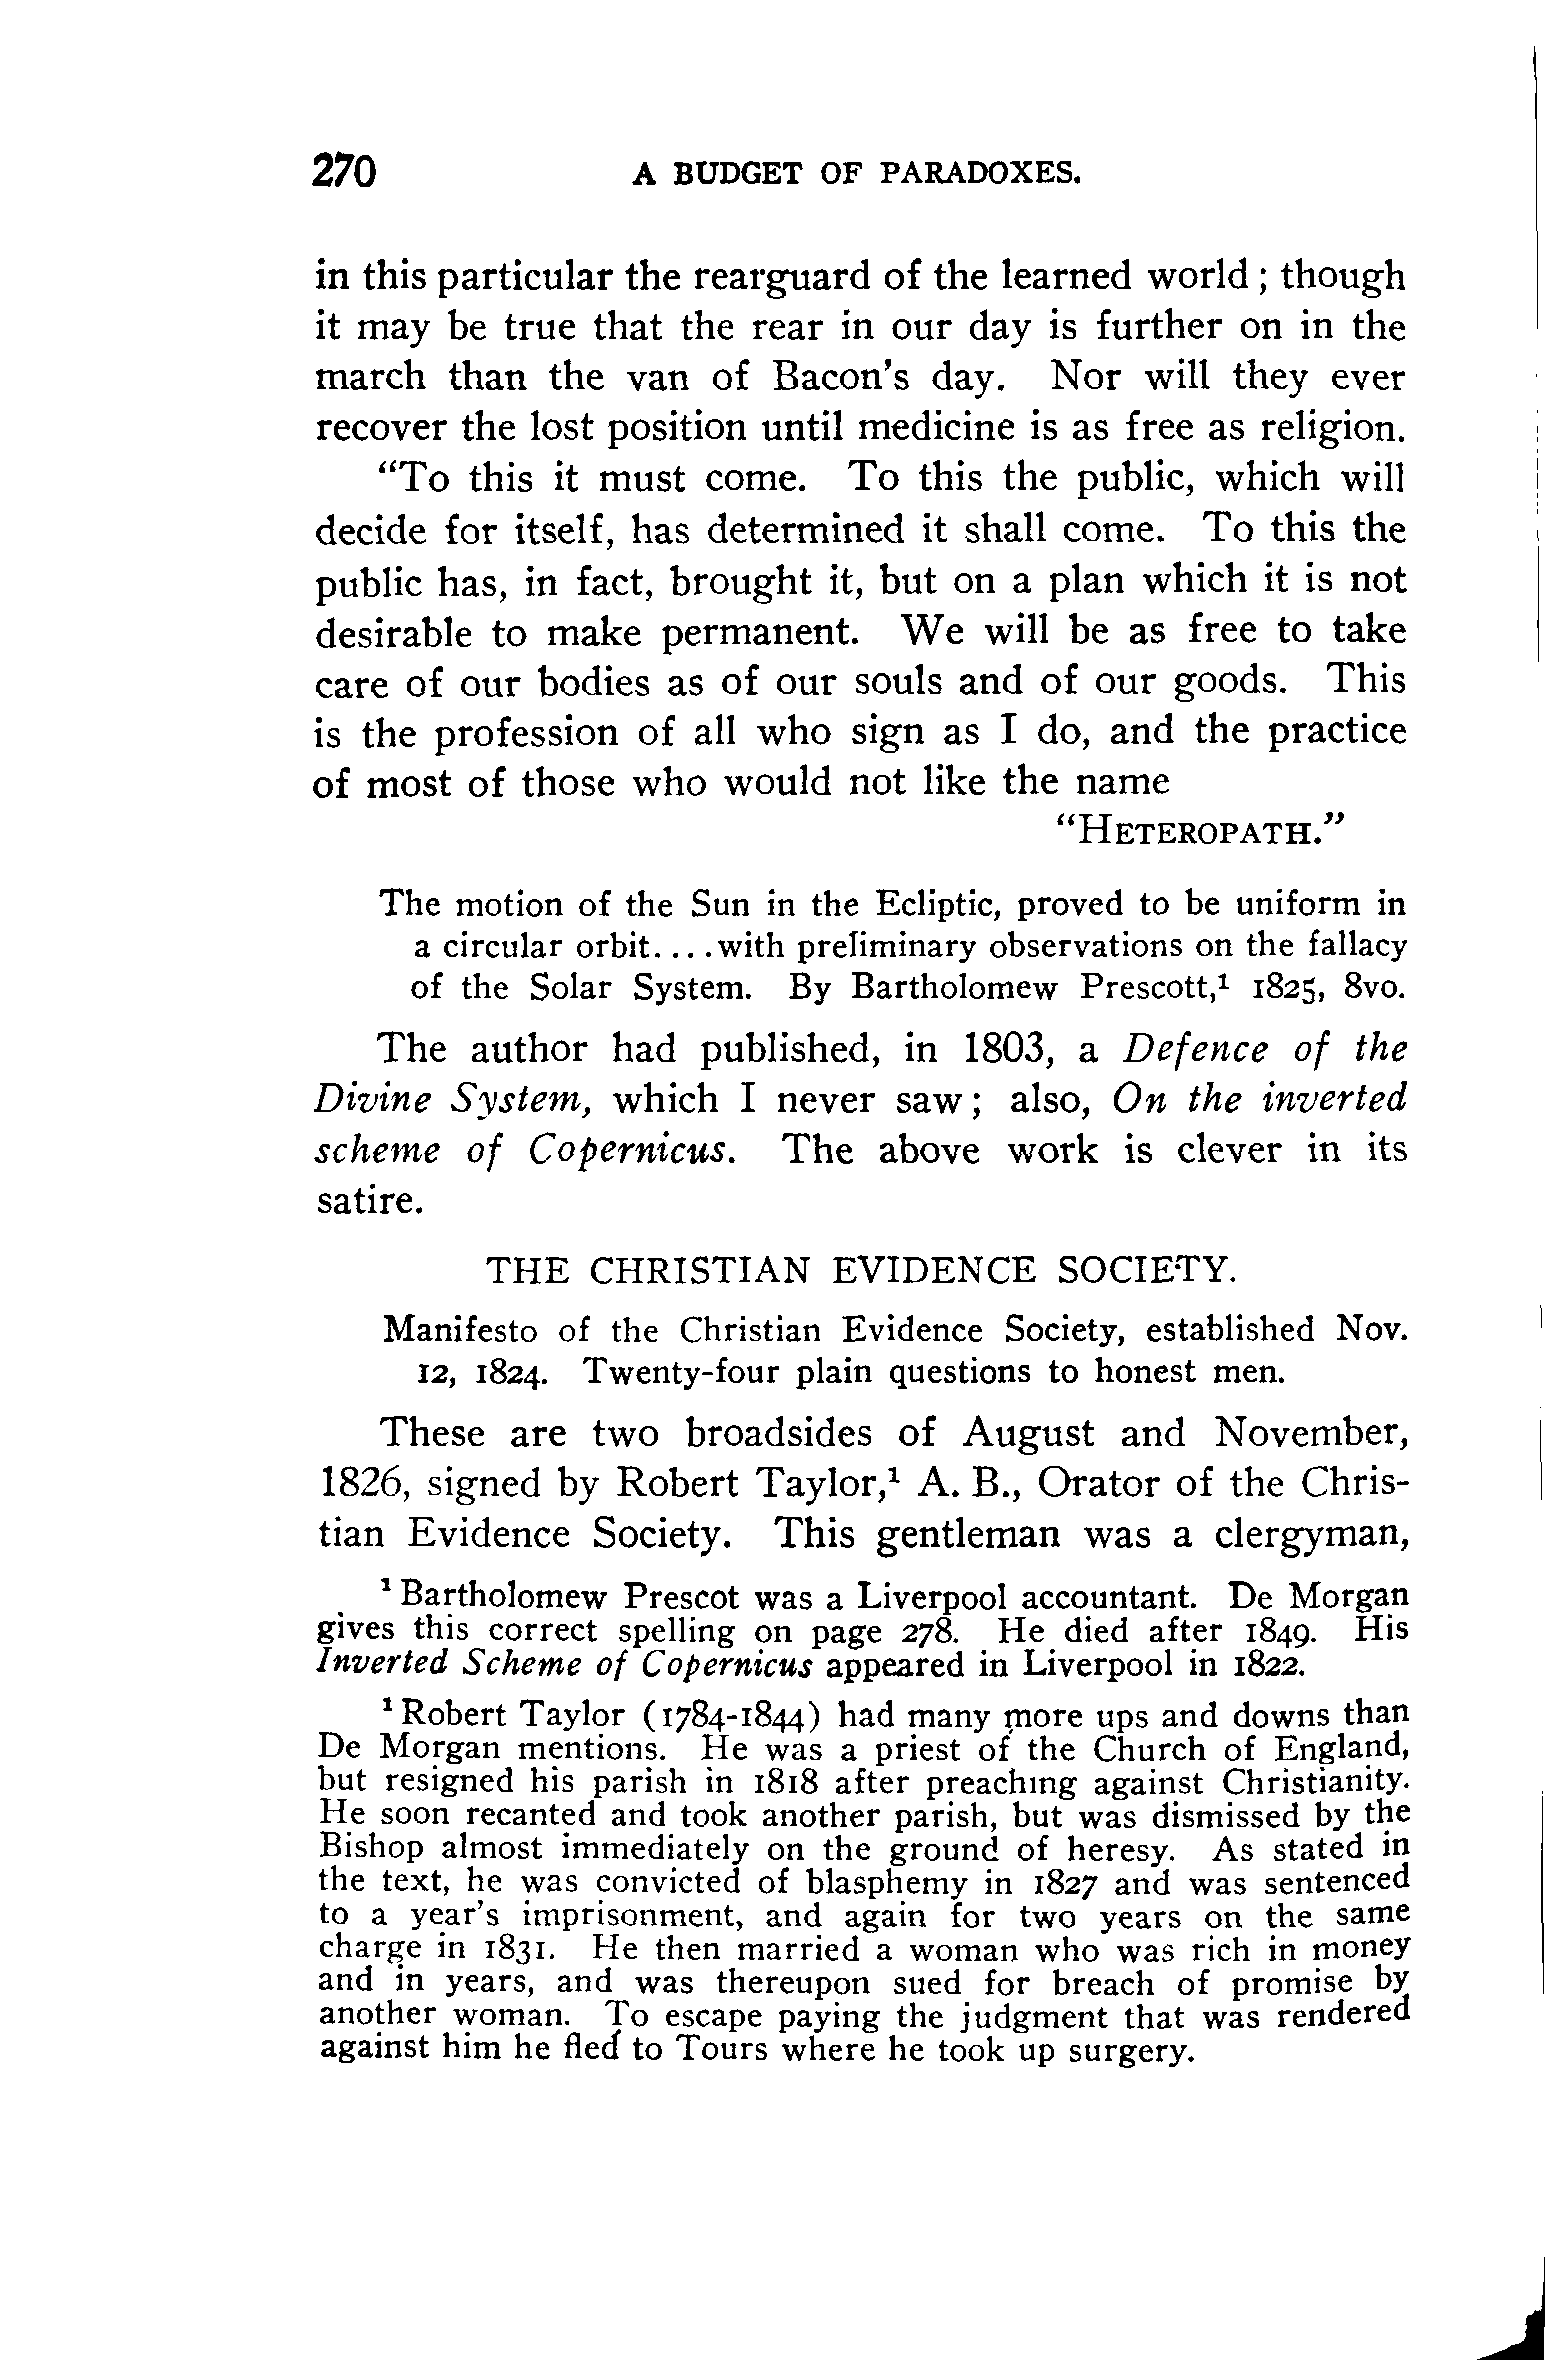 270 A BUDGET OF PARADOXES.
in this particular the rearguard of the learned world; though
it may be true that the rear in our day is further on in the
march than the van of Bacon's day. Nor will they ever
recover the lost position until medicine is as free as religion.
"To this it must come. To this the public, which will
decide for itself, has determined it shall come. To this the
public has, in fact, brought it, but on a plan which it is not
desirable to make permanent. We will be as free to take
care of our bodies as of our souls and of our goods. This
is the profession of all who sign as I do, and the practice
of most of those who would not like the name
"HETEROPATH."
The motion of the Sun in the Ecliptic, proved to be uniform in
a circular orbit....with preliminary observations on the fallacy
of the Solar System. By Bartholomew Prescott,¹ 1825, 8vo.
The author had published, in 1803, a Defence of the
Divine System, which I never saw; also, On the inverted
scheme of Copernicus. The above work is clever in its
satire.
THE CHRISTIAN EVIDENCE SOCIETY.
Manifesto of the Christian Evidence Society, established Nov.
12, 1824. Twenty-four plain questions to honest men.
These are two broadsides of August and November,
1826, signed by Robert Taylor,¹ A. B., Orator of the Chris-
tian Evidence Society. This gentleman was a clergyman,
¹ Bartholomew Prescot was a Liverpool accountant. De Morgan
gives this correct spelling on page 278. He died after 1849. His
Inverted Scheme of Copernicus appeared in Liverpool in 1822.
¹ Robert Taylor (1784-1844) had many more ups and downs than
De Morgan mentions. He was a priest of the Church of England,
but resigned his parish in 1818 after preaching against Christianity.
He soon recanted and took another parish, but was dismissed by the
Bishop almost immediately on the ground of heresy. As stated in
the text, he was convicted of blasphemy in 1827 and was sentenced
to a year's imprisonment, and again for two years on the same
charge in 1831. He then married a woman who was rich in money
and in years, and was thereupon sued for breach of promise by
another woman. To escape paying the judgment that was rendered
against him he fled to Tours where he took up surgery.